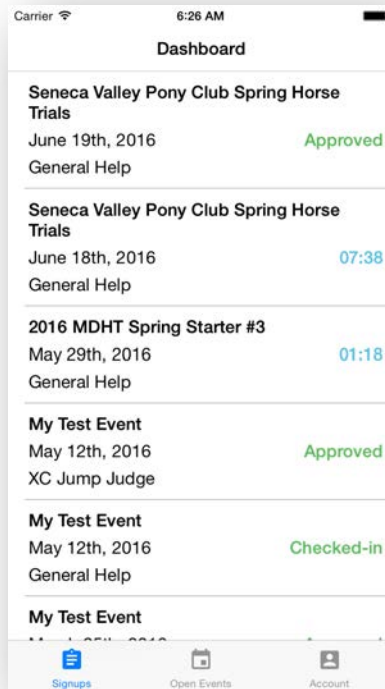 Carrier 6:26 AM
Dashboard
Seneca Valley Pony Club Spring Horse
Trials
June 19th, 2016 Approved
General Help
Seneca Valley Pony Club Spring Horse
Trials
June 18th, 2016 07:38
General Help
2016 MDHT Spring Starter #3
May 29th, 2016 01:18
General Help
My Test Event
May 12th, 2016 Approved
XC Jump Judge
My Test Event
May 12th, 2016 Checked-in
General Help
My Test Event
Signups Open Events Account